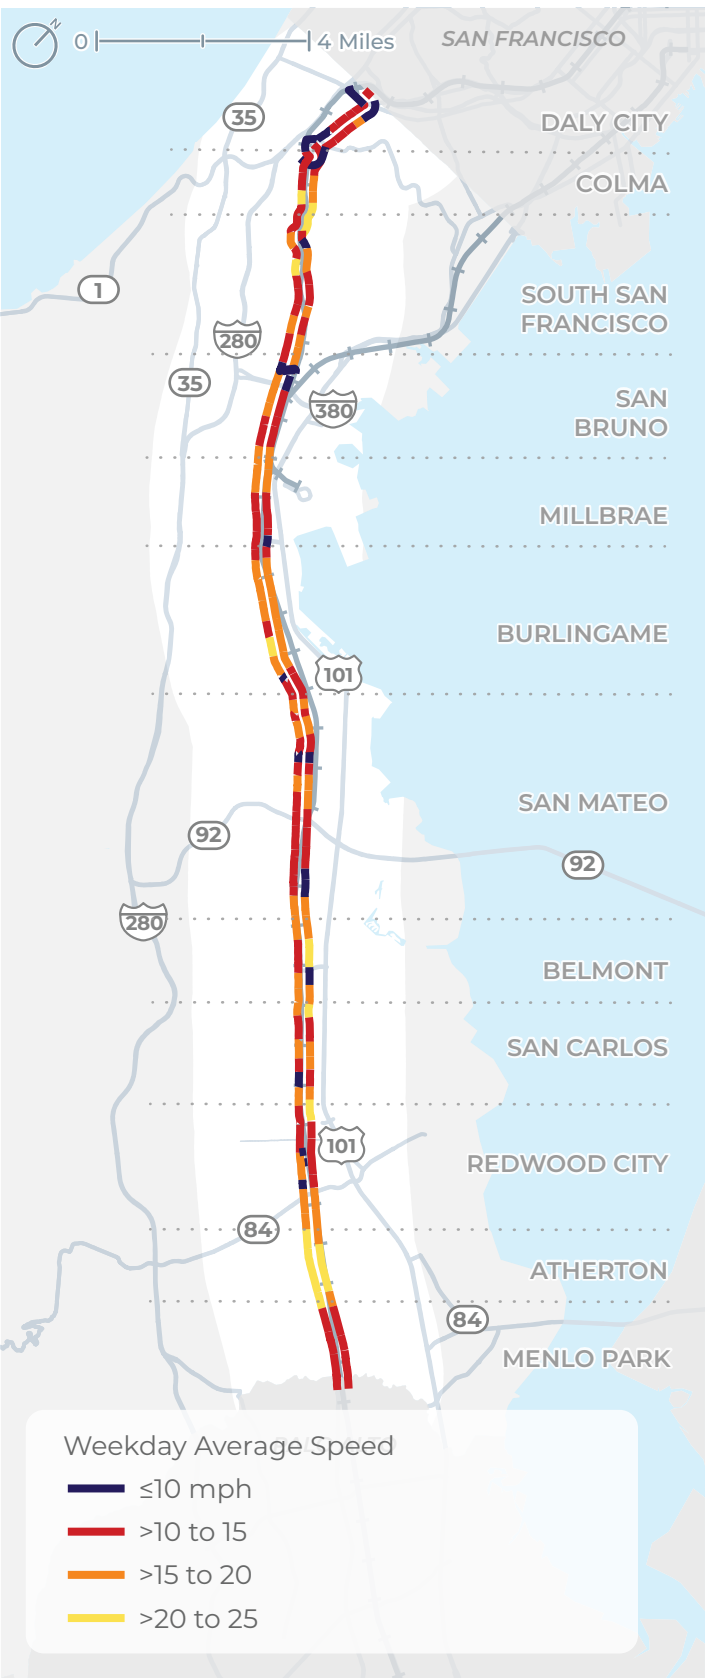 N
0
4 Miles
SAN FRANCISCO
35
DALY CITY
COLMA
1
SOUTH SAN
FRANCISCO
280
35
380
SAN
BRUNO
MILLBRAE
BURLINGAME
101
SAN MATEO
92
92
280
BELMONT
SAN CARLOS
101
REDWOOD CITY
84
ATHERTON
84
MENLO PARK
PALO ALTO
Weekday Average Speed
≤10 mph
>10 to 15
>15 to 20
>20 to 25